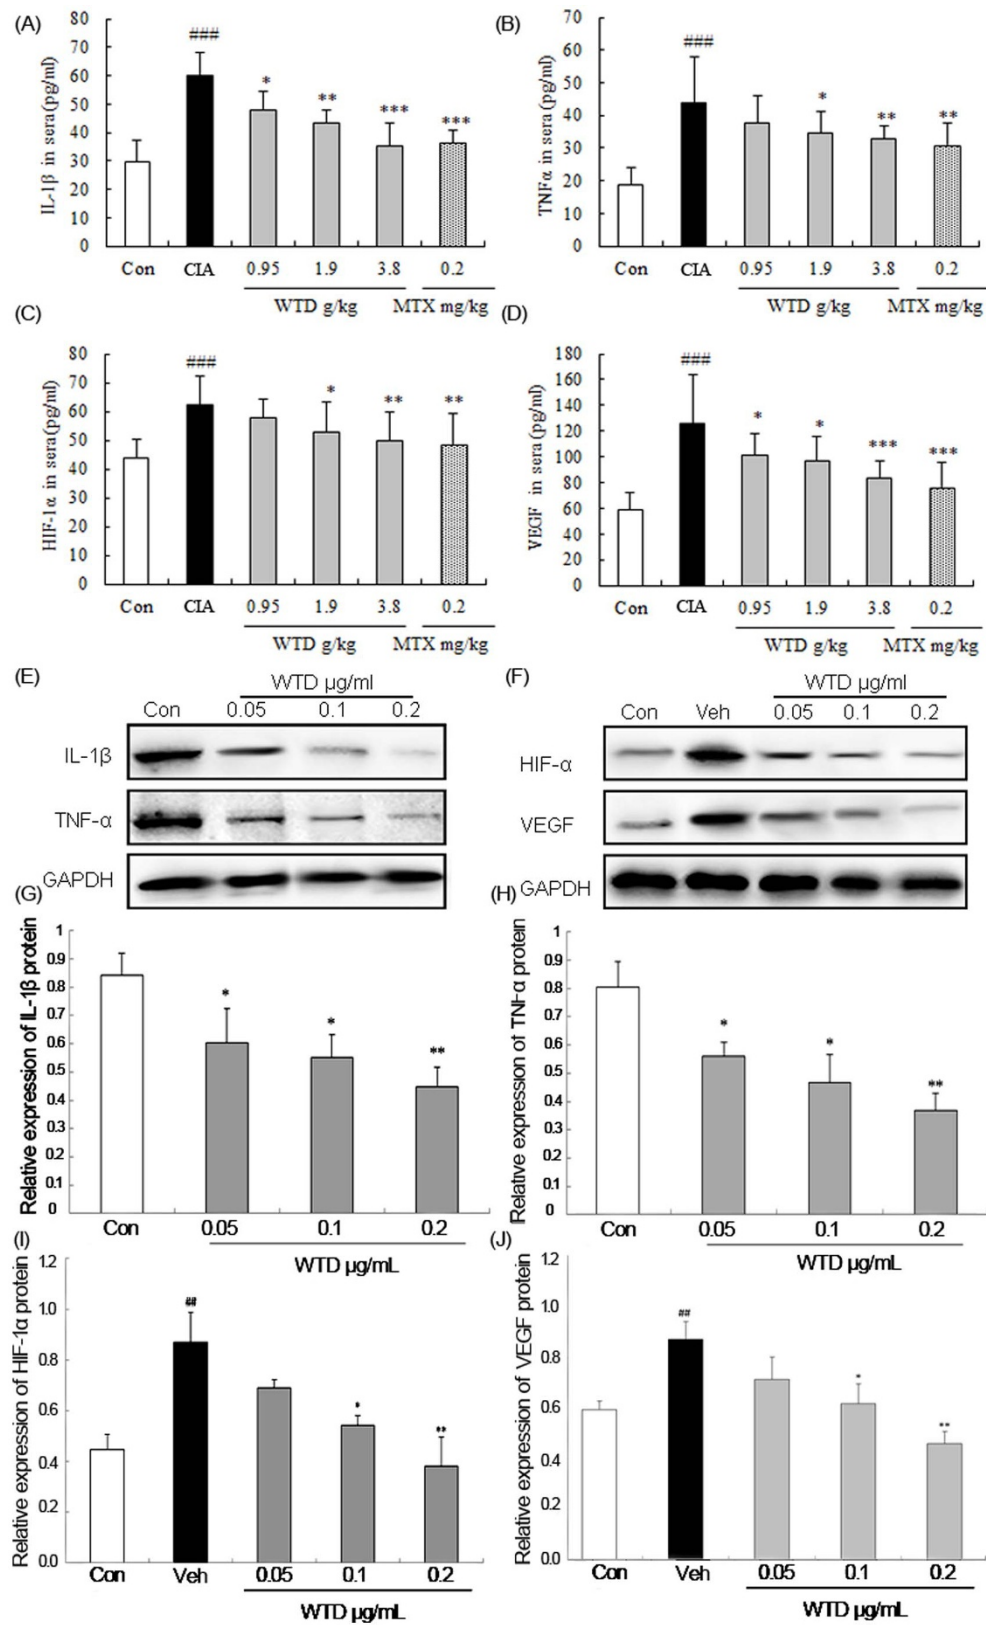 (A)
IL-1β in sera(pg/ml)
80
70
60
50
40
30
20
10
0
###
*
**
***
***
Con CIA 0.95 1.9 3.8 0.2
WTD g/kg MTX mg/kg
(B)
TNFα in sera(pg/ml)
70
60
50
40
30
20
10
0
###
*
**
**
Con CIA 0.95 1.9 3.8 0.2
WTD g/kg MTX mg/kg
(C)
HIF-1α in sera(pg/ml)
80
70
60
50
40
30
20
10
0
###
*
**
**
Con CIA 0.95 1.9 3.8 0.2
WTD g/kg MTX mg/kg
(D)
VEGF in sera(pg/ml)
180
160
140
120
100
80
60
40
20
0
###
*
*
***
***
Con CIA 0.95 1.9 3.8 0.2
WTD g/kg MTX mg/kg
(E)
WTD µg/ml
Con 0.05 0.1 0.2
IL-1β
TNF-α
GAPDH
(F)
WTD µg/ml
Con Veh 0.05 0.1 0.2
HIF-α
VEGF
GAPDH
(G)
Relative expression of IL-1β protein
1
0.9
0.8
0.7
0.6
0.5
0.4
0.3
0.2
0.1
0
*
*
**
Con 0.05 0.1 0.2
WTD µg/mL
(H)
Relative expression of TNF-α protein
1
0.9
0.8
0.7
0.6
0.5
0.4
0.3
0.2
0.1
0
*
*
**
Con 0.05 0.1 0.2
WTD µg/mL
(I)
Relative expression of HIF-1α protein
1.2
1.0
0.8
0.6
0.4
0.2
0.0
##
*
**
Con Veh 0.05 0.1 0.2
WTD µg/mL
(J)
Relative expression of VEGF protein
1.2
1.0
0.8
0.6
0.4
0.2
0.0
##
*
**
Con Veh 0.05 0.1 0.2
WTD µg/mL